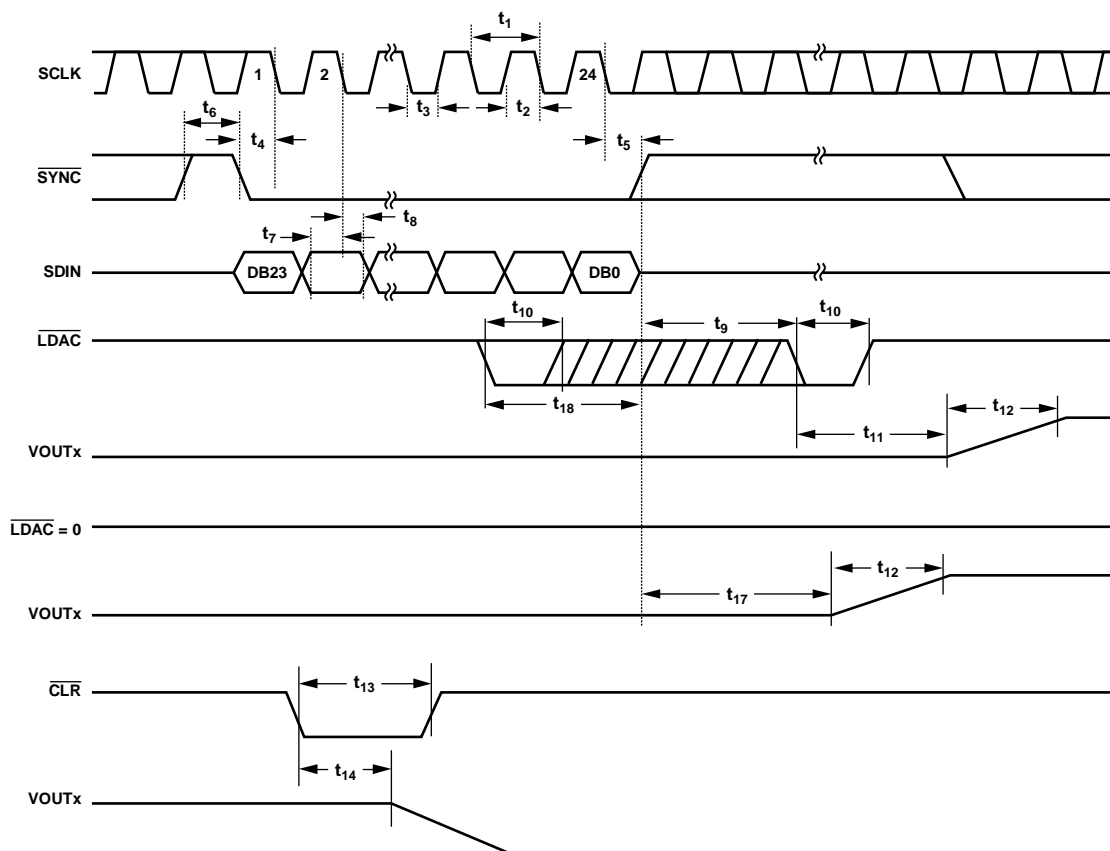 t1
SCLK 1 2 24
t3 t2
t6
t4 t5
SYNC
t8
t7
SDIN DB23 DB0
t10 t9 t10
LDAC
t18 t12
t11
VOUTx
LDAC = 0
t12
t17
VOUTx
t13
CLR
t14
VOUTx